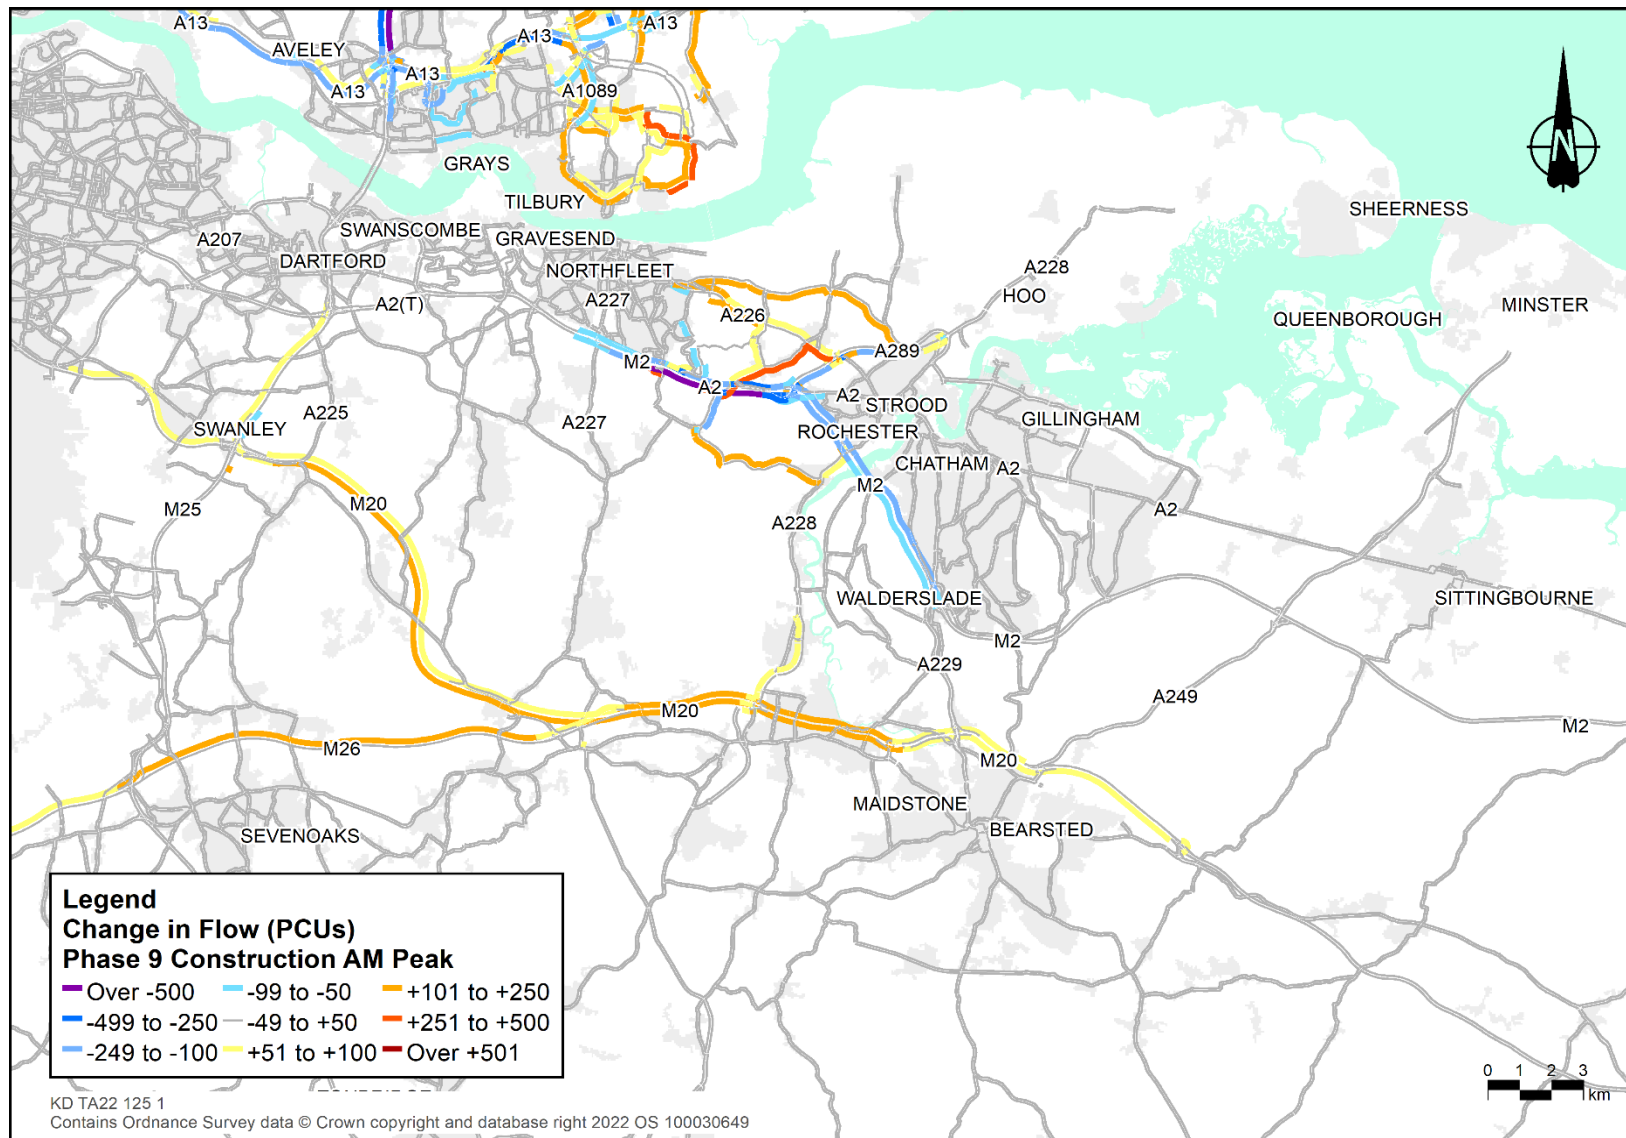 A13
A13
AVELEY
A13
A13
A13
A1089
GRAYS
TILBURY
SHEERNESS
SWANSCOMBE
A207
GRAVESEND
DARTFORD
NORTHFLEET
A228
HOO
A2(T)
A227
A226
MINSTER
QUEENBOROUGH
M2
A289
A2
A2
STROOD
A225
A227
SWANLEY
ROCHESTER
GILLINGHAM
CHATHAM
A2
M20
M25
M2
A2
A228
WALDERSLADE
SITTINGBOURNE
M2
A229
A249
M20
M2
M26
M20
MAIDSTONE
SEVENOAKS
BEARSTED
Legend
Change in Flow (PCUs)
Phase 9 Construction AM Peak
Over -500 -99 to -50 +101 to +250
-499 to -250 -49 to +50 +251 to +500
-249 to -100 +51 to +100 Over +501
N
0 1 2 3
km
KD TA22 125 1
Contains Ordnance Survey data © Crown copyright and database right 2022 OS 100030649